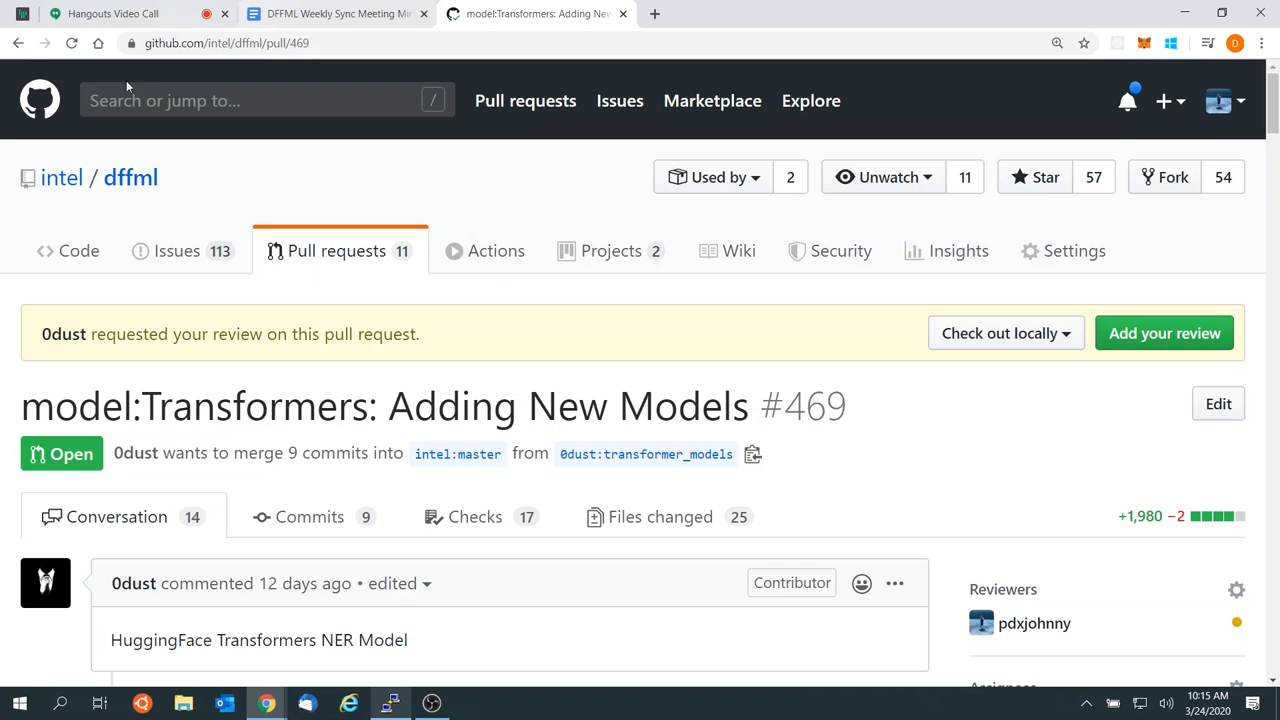 Hangouts Video Call
DFFML Weekly Sync Meeting Mi
model:Transformers: Adding New
github.com/intel/dffml/pull/469
Search or jump to...
/
Pull requests
Issues
Marketplace
Explore
intel / dffml
Used by
2
Unwatch
11
Star
57
Fork
54
Code
Issues 113
Pull requests 11
Actions
Projects 2
Wiki
Security
Insights
Settings
0dust requested your review on this pull request.
Check out locally
Add your review
model:Transformers: Adding New Models #469
Edit
Open
0dust wants to merge 9 commits into intel:master from 0dust:transformer_models
Conversation 14
Commits 9
Checks 17
Files changed 25
+1,980 −2
0dust commented 12 days ago • edited
Contributor
Reviewers
HuggingFace Transformers NER Model
pdxjohnny
Assignees
10:15 AM
3/24/2020